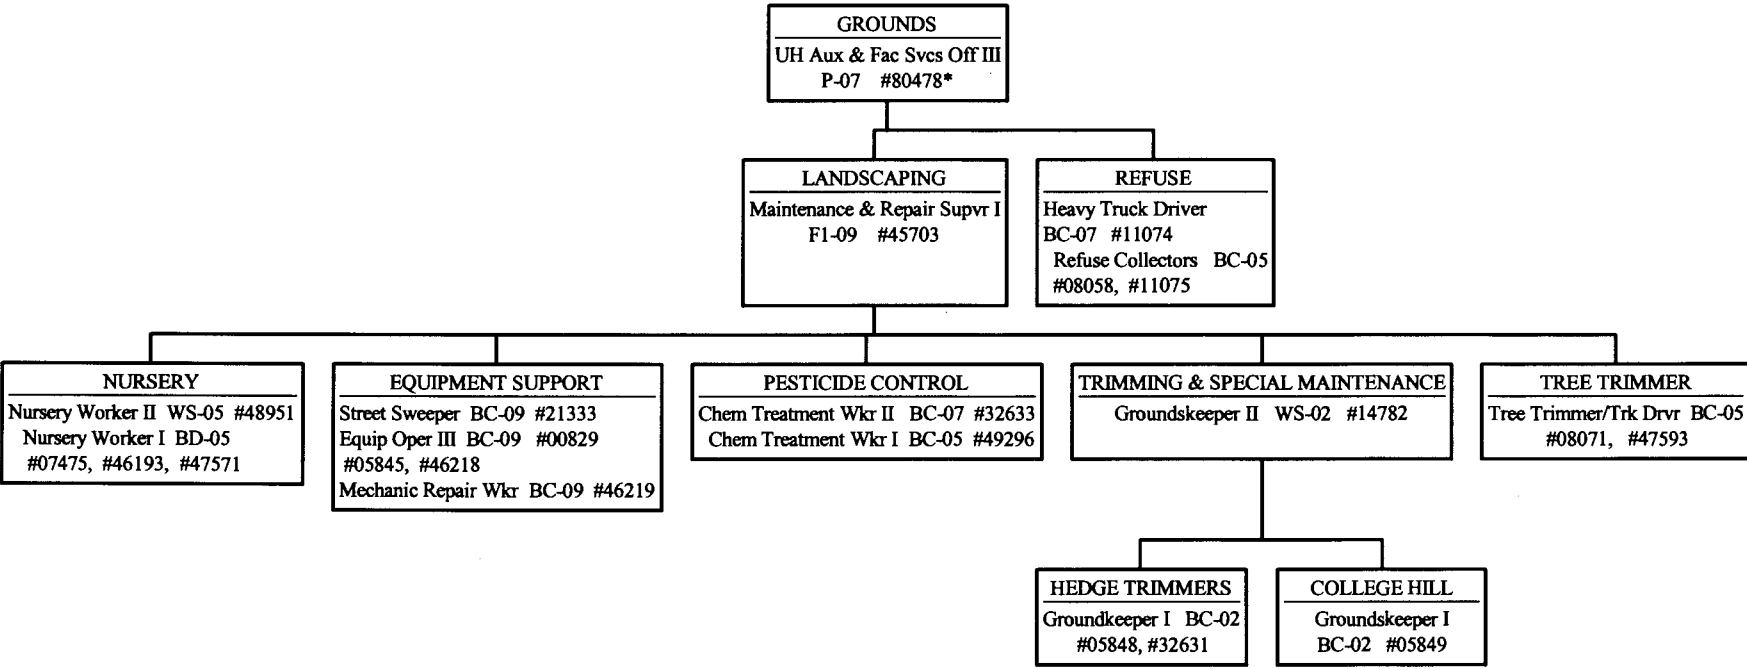 GROUNDS
UH Aux & Fac Svcs Off III
P-07 #80478*
LANDSCAPING
Maintenance & Repair Supvr I
F1-09 #45703
REFUSE
Heavy Truck Driver
BC-07 #11074
Refuse Collectors BC-05
#08058, #11075
NURSERY
Nursery Worker II WS-05 #48951
Nursery Worker I BD-05
#07475, #46193, #47571
EQUIPMENT SUPPORT
Street Sweeper BC-09 #21333
Equip Oper III BC-09 #00829
#05845, #46218
Mechanic Repair Wkr BC-09 #46219
PESTICIDE CONTROL
Chem Treatment Wkr II BC-07 #32633
Chem Treatment Wkr I BC-05 #49296
TRIMMING & SPECIAL MAINTENANCE
Groundskeeper II WS-02 #14782
TREE TRIMMER
Tree Trimmer/Trk Drvr BC-05
#08071, #47593
HEDGE TRIMMERS
Groundkeeper I BC-02
#05848, #32631
COLLEGE HILL
Groundskeeper I
BC-02 #05849